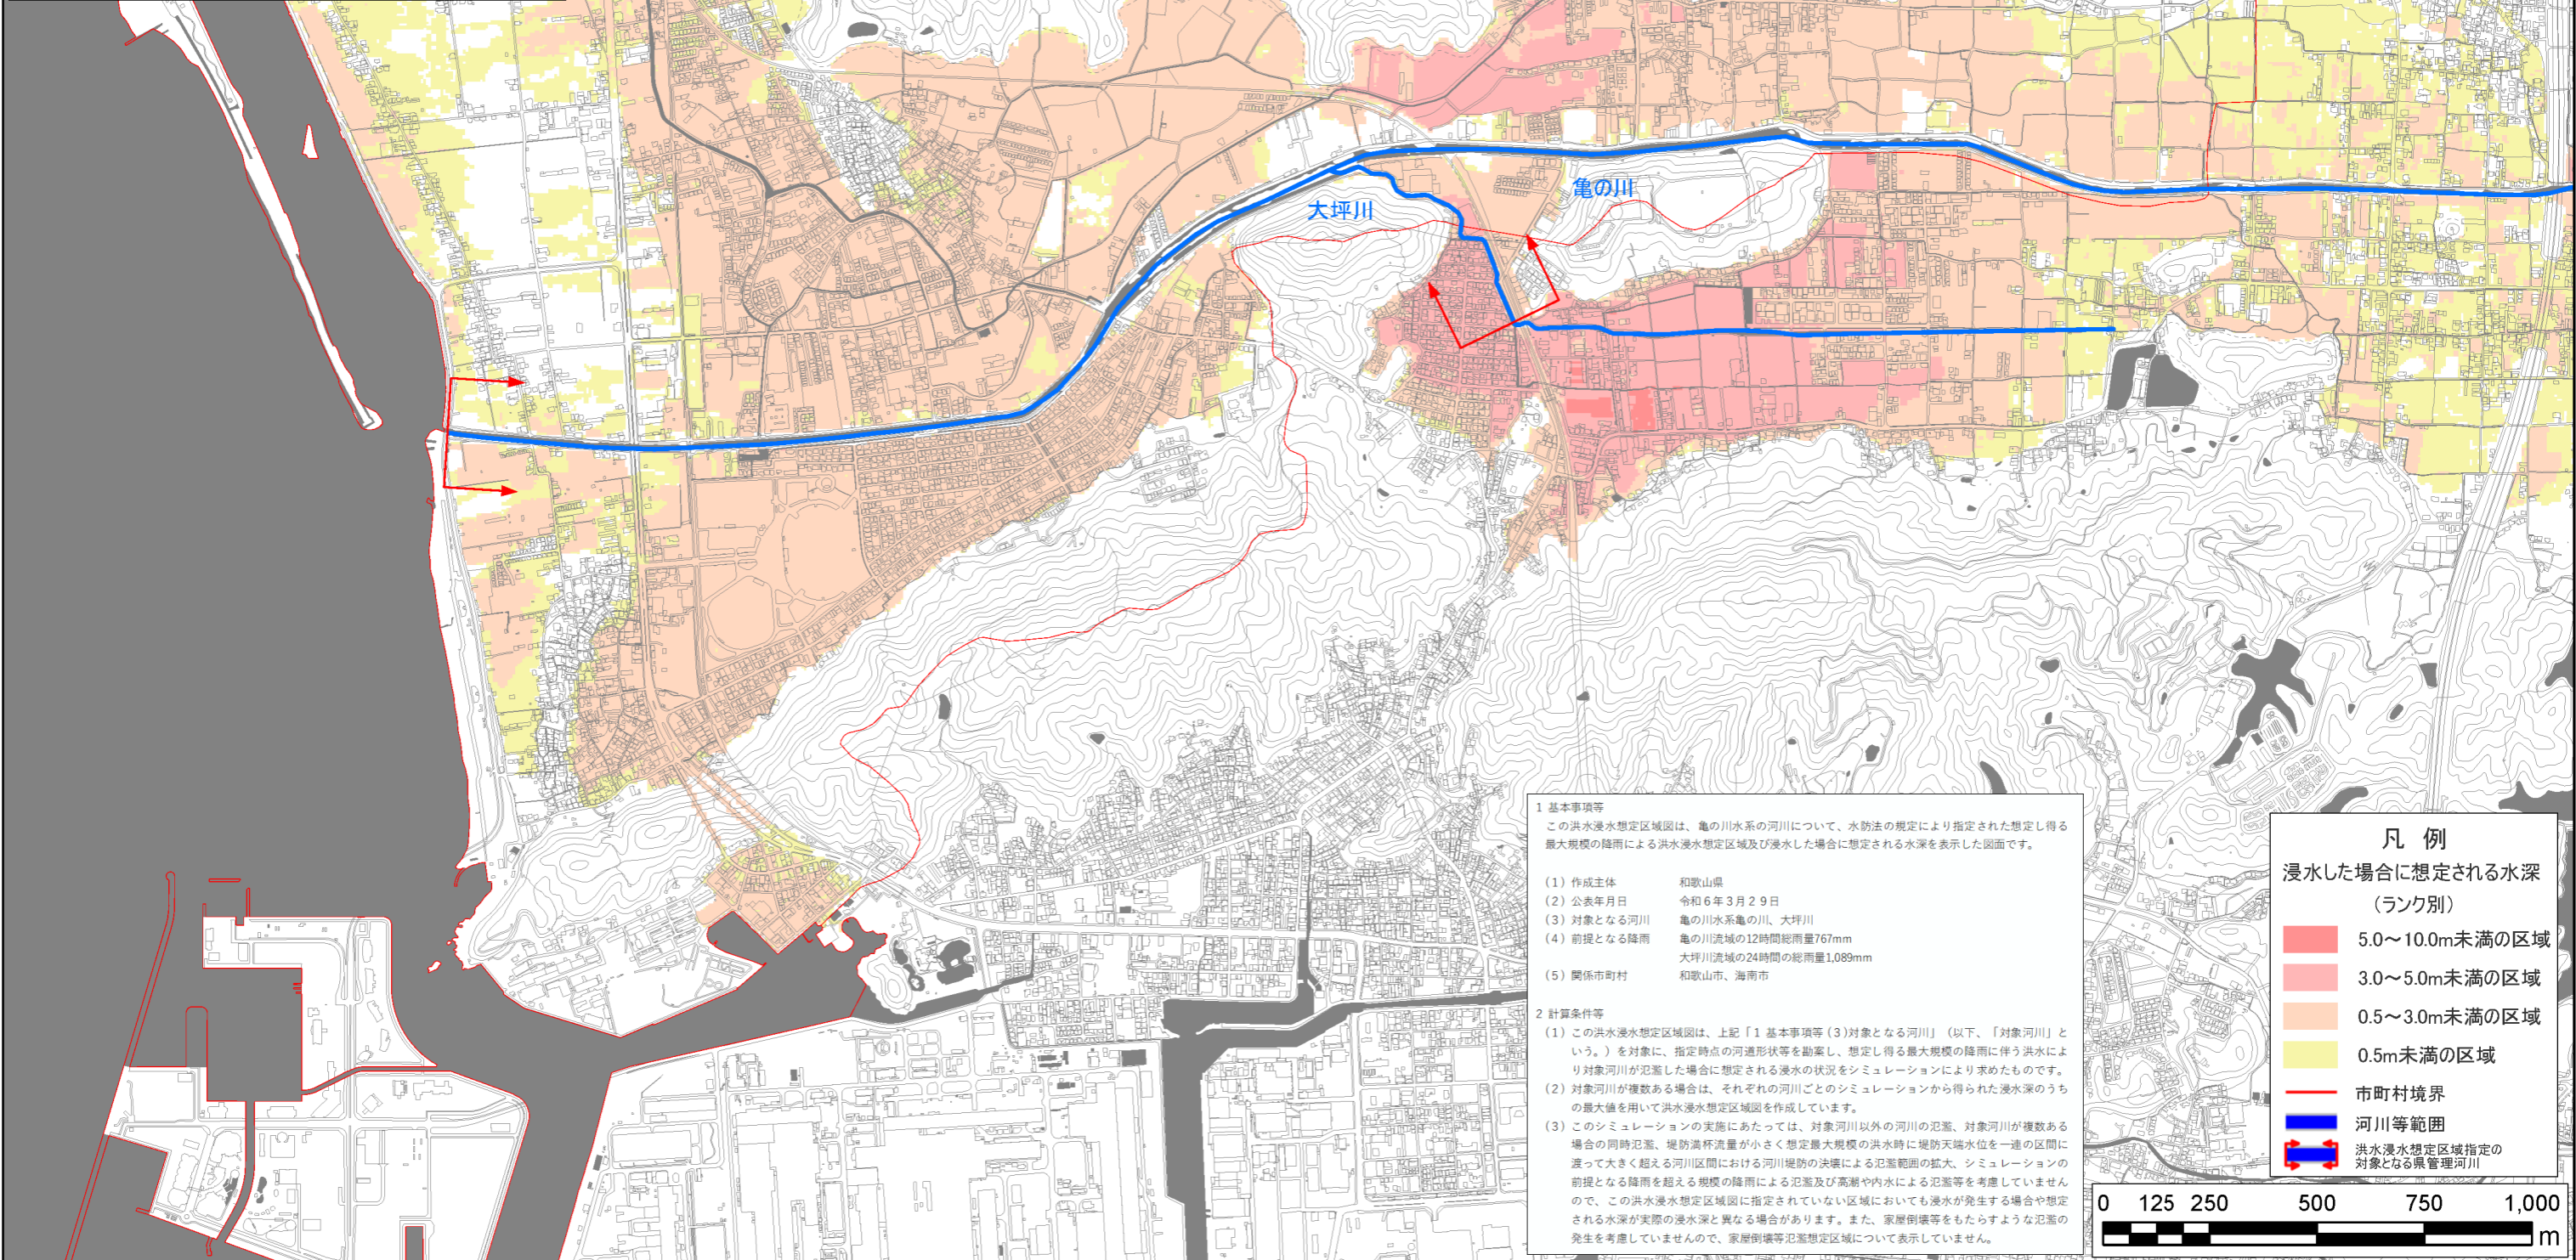 亀の川
大坪川
1 基本事項等
この洪水浸水想定区域図は、亀の川水系の河川について、水防法の規定により指定された想定し得る
最大規模の降雨による洪水浸水想定区域及び浸水した場合に想定される水深を表示した図面です。
(1) 作成主体 和歌山県
(2) 公表年月日 令和6年3月29日
(3) 対象となる河川 亀の川水系亀の川、大坪川
(4) 前提となる降雨 亀の川流域の12時間総雨量767mm
大坪川流域の24時間の総雨量1,089mm
(5) 関係市町村 和歌山市、海南市
2 計算条件等
(1) この洪水浸水想定区域図は、上記「1 基本事項等(3)対象となる河川」(以下、「対象河川」と
いう。)を対象に、指定時点の河道形状等を勘案し、想定し得る最大規模の降雨に伴う洪水によ
り対象河川が氾濫した場合に想定される浸水の状況をシミュレーションにより求めたものです。
(2) 対象河川が複数ある場合は、それぞれの河川ごとのシミュレーションから得られた浸水深のうち
の最大値を用いて洪水浸水想定区域図を作成しています。
(3) このシミュレーションの実施にあたっては、対象河川以外の河川の氾濫、対象河川が複数ある
場合の同時氾濫、堤防満杯流量が小さく想定最大規模の洪水時に堤防天端水位を一連の区間に
渡って大きく超える河川区間における河川堤防の決壊による氾濫範囲の拡大、シミュレーションの
前提となる降雨を超える規模の降雨による氾濫及び高潮や内水による氾濫等を考慮していません
ので、この洪水浸水想定区域図に指定されていない区域においても浸水が発生する場合や想定
される水深が実際の浸水深と異なる場合があります。また、家屋倒壊等をもたらすような氾濫の
発生を考慮していませんので、家屋倒壊等氾濫想定区域について表示していません。
凡 例
浸水した場合に想定される水深
(ランク別)
5.0～10.0m未満の区域
3.0～5.0m未満の区域
0.5～3.0m未満の区域
0.5m未満の区域
市町村境界
河川等範囲
洪水浸水想定区域指定の
対象となる県管理河川
0 125 250 500 750 1,000
m